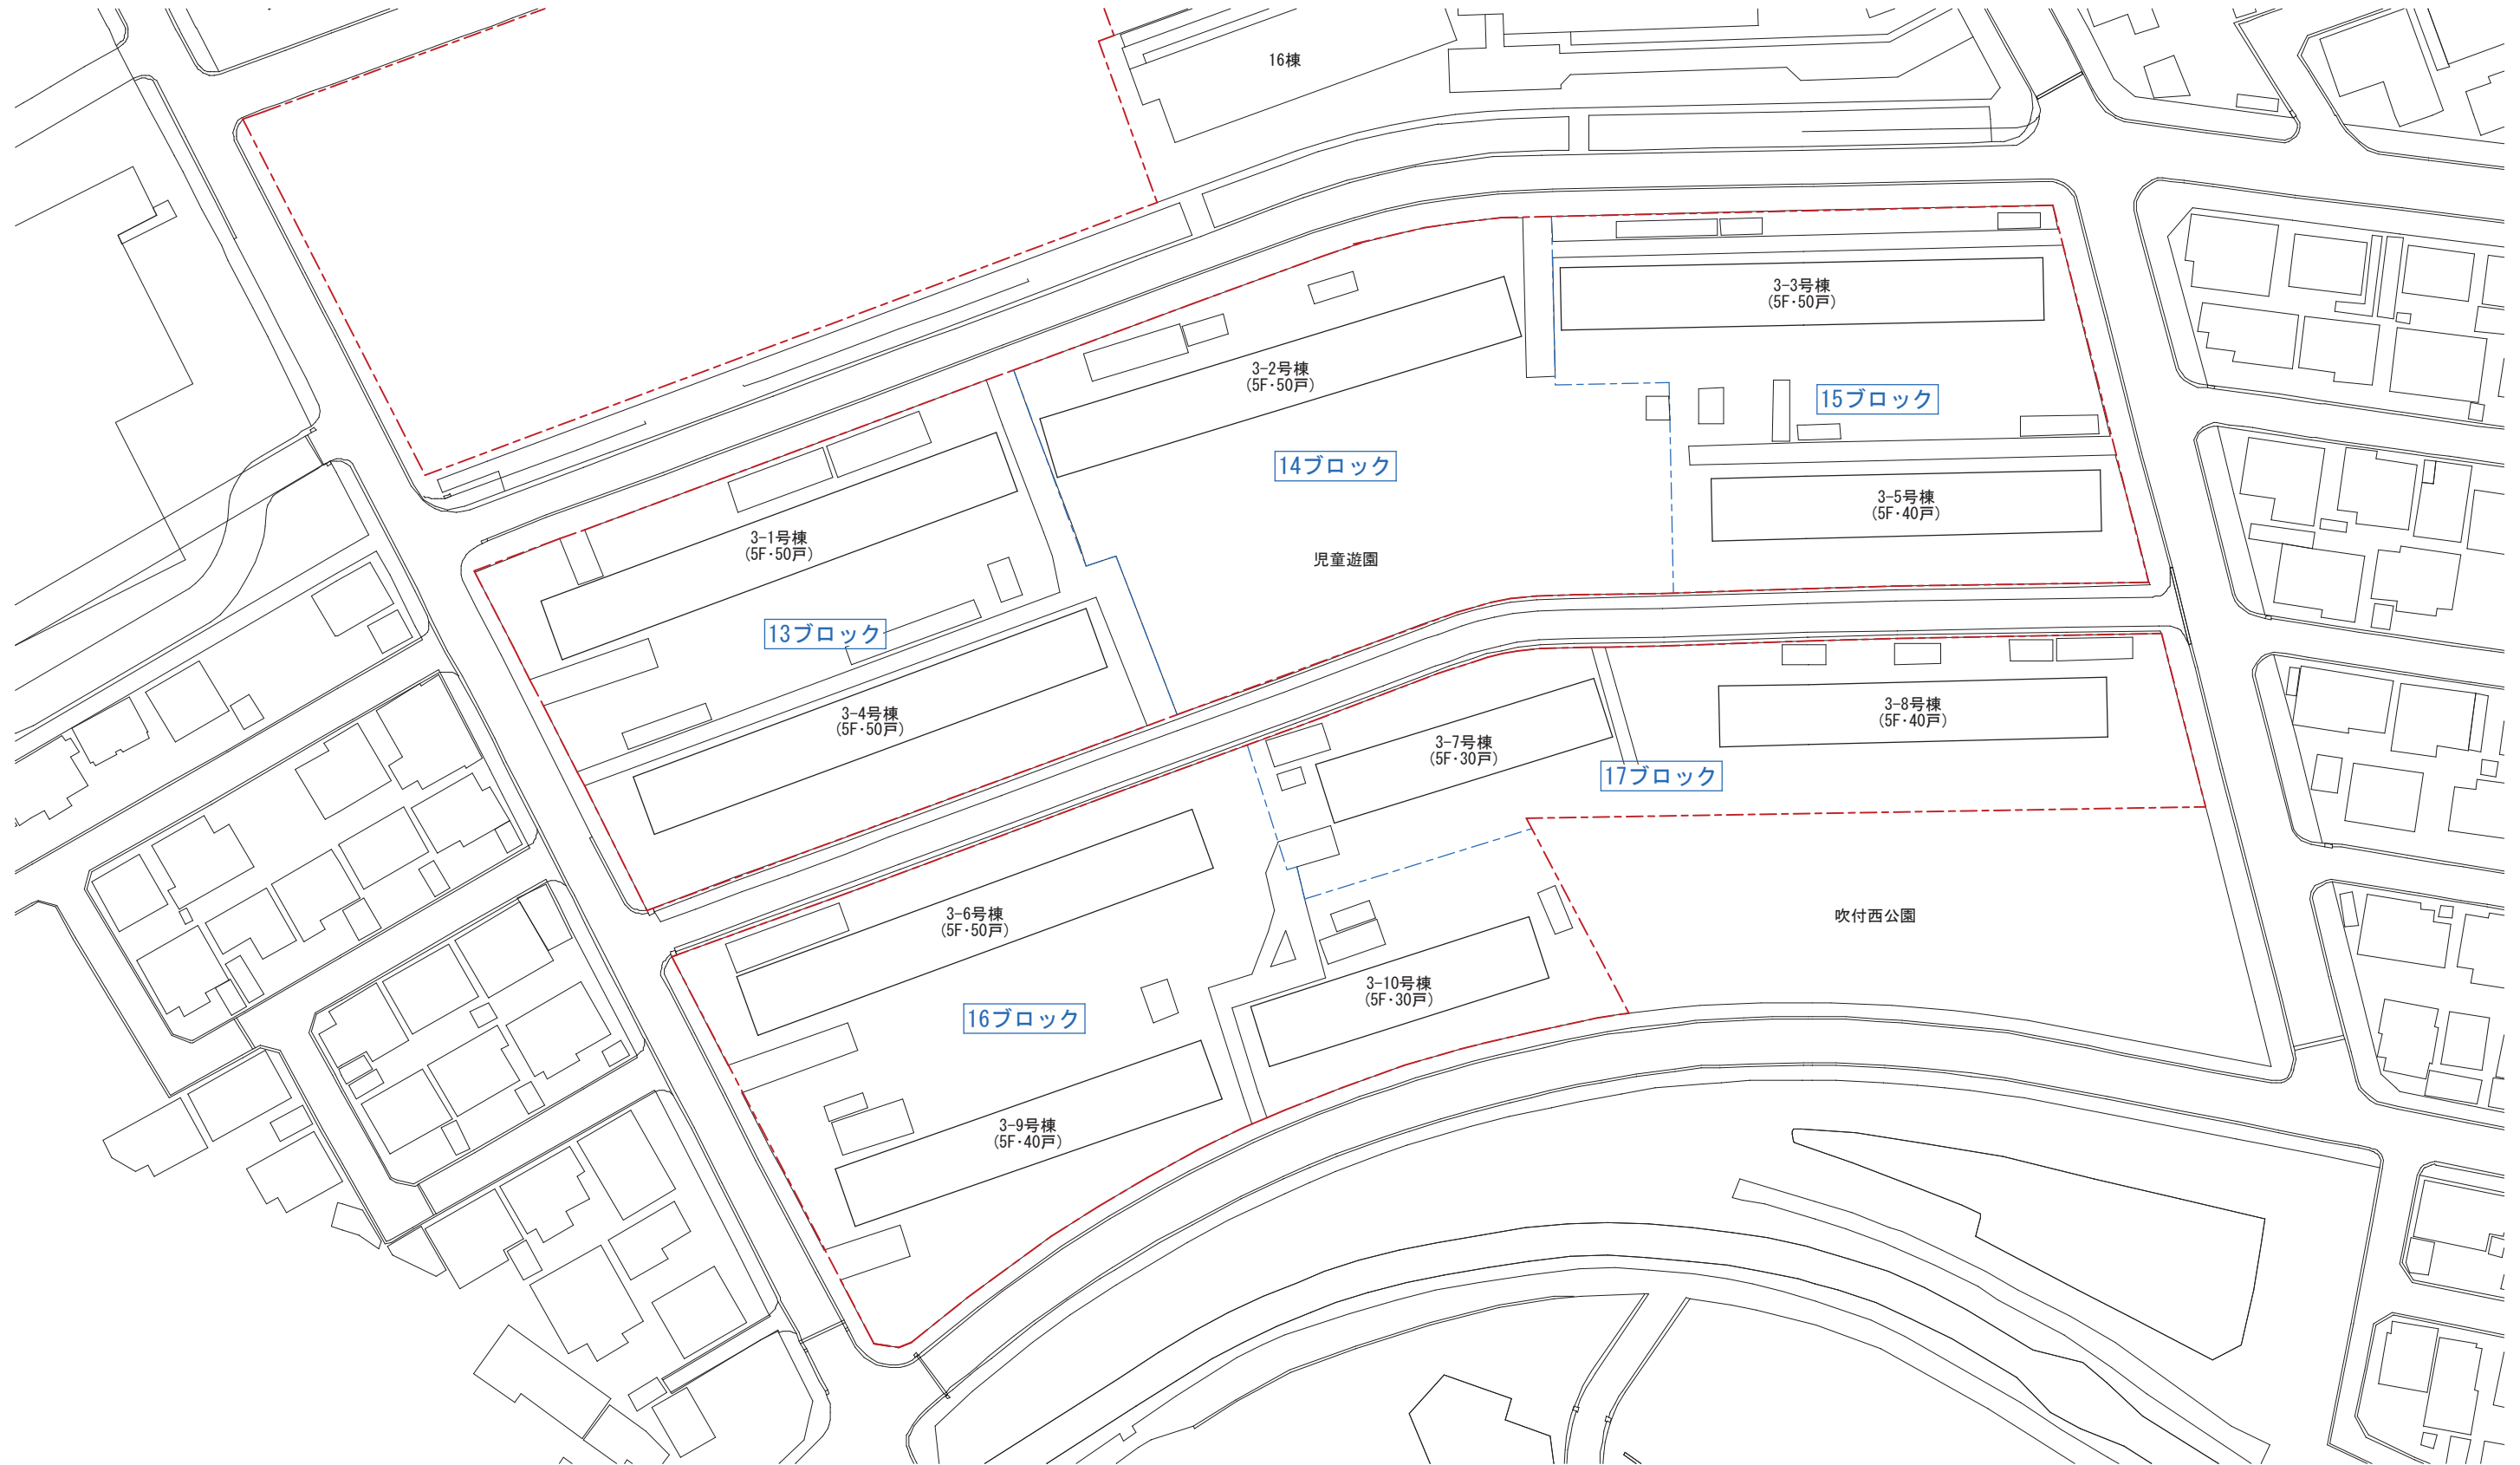 16棟
3-3号棟
(5F・50戸)
3-2号棟
(5F・50戸)
15ブロック
14ブロック
3-5号棟
(5F・40戸)
3-1号棟
(5F・50戸)
児童遊園
13ブロック
3-4号棟
(5F・50戸)
3-8号棟
(5F・40戸)
3-7号棟
(5F・30戸)
17ブロック
3-6号棟
(5F・50戸)
吹付西公園
3-10号棟
(5F・30戸)
16ブロック
3-9号棟
(5F・40戸)